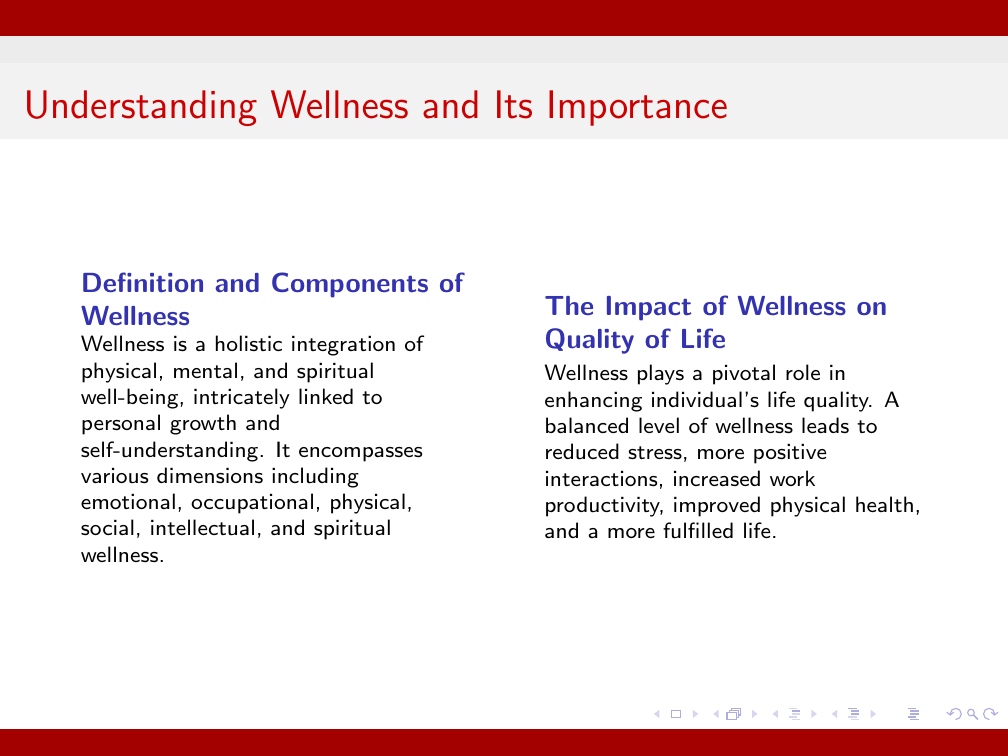 Understanding Wellness and Its Importance
Definition and Components of
Wellness
Wellness is a holistic integration of
physical, mental, and spiritual
well-being, intricately linked to
personal growth and
self-understanding. It encompasses
various dimensions including
emotional, occupational, physical,
social, intellectual, and spiritual
wellness.
The Impact of Wellness on
Quality of Life
Wellness plays a pivotal role in
enhancing individual's life quality. A
balanced level of wellness leads to
reduced stress, more positive
interactions, increased work
productivity, improved physical health,
and a more fulfilled life.